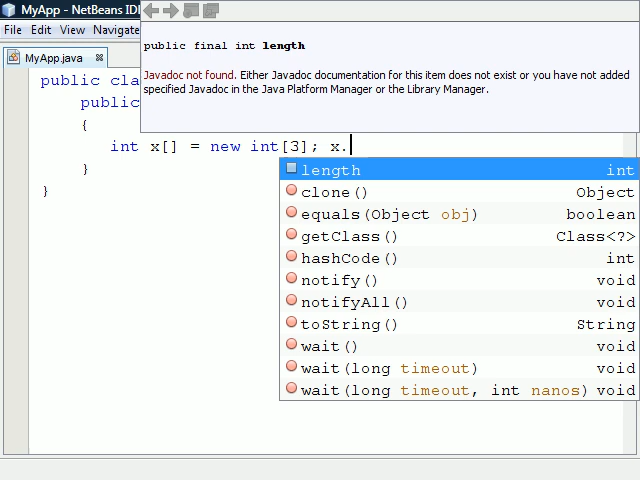 MyApp - NetBeans IDE
File Edit View Navigate
MyApp.java
public final int length
Javadoc not found. Either Javadoc documentation for this item does not exist or you have not added
specified Javadoc in the Java Platform Manager or the Library Manager.
public cla
public
{
int x[] = new int[3]; x.
}
}
length int
clone() Object
equals(Object obj) boolean
getClass() Class<?>
hashCode() int
notify() void
notifyAll() void
toString() String
wait() void
wait(long timeout) void
wait(long timeout, int nanos) void